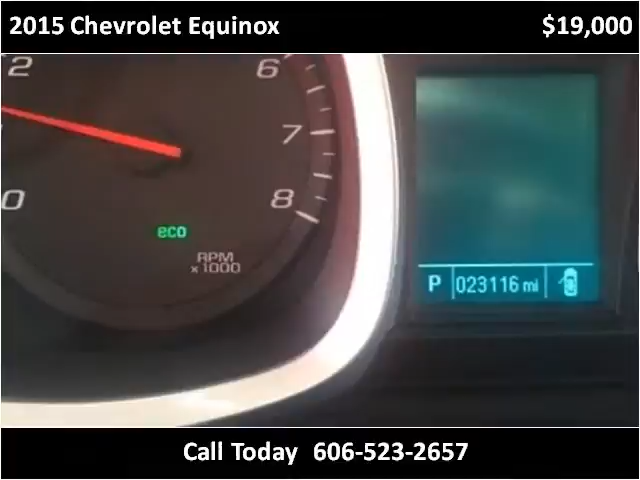 2015 Chevrolet Equinox $19,000
2 6
7
0 8
eco
RPM
x1000
P 023116 mi
Call Today 606-523-2657